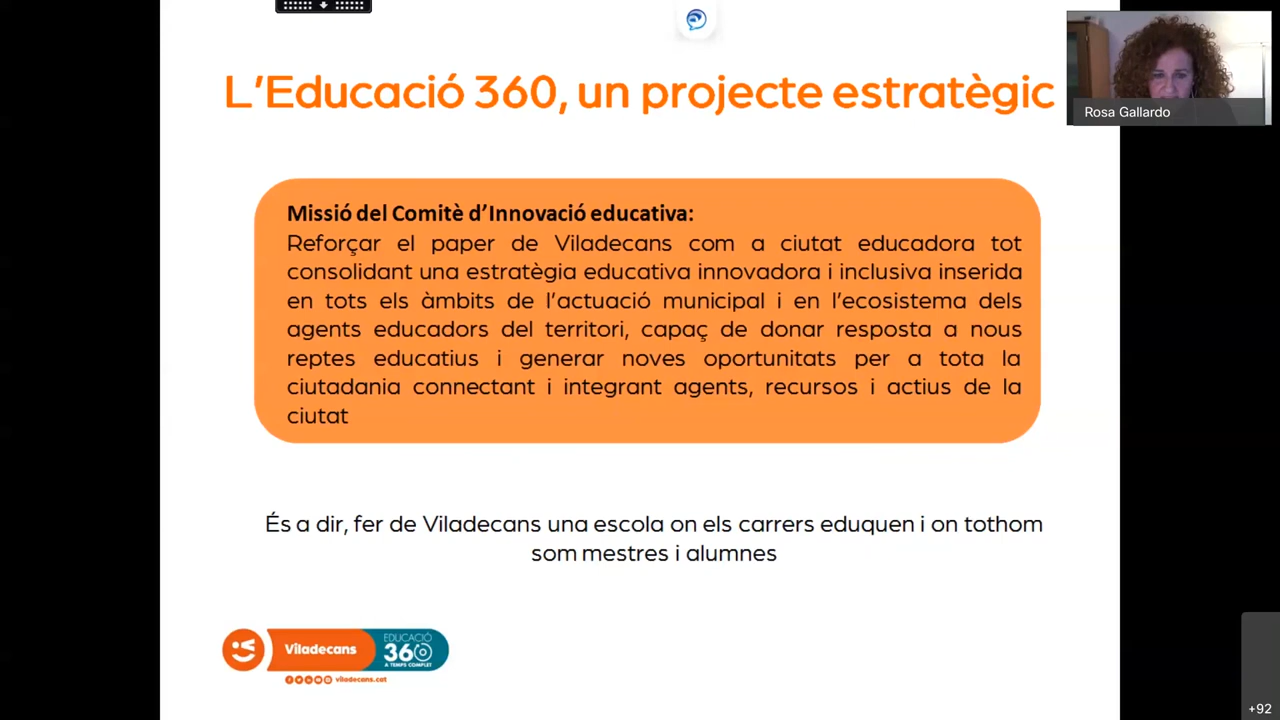 L'Educació 360, un projecte estratègic
Rosa Gallardo
Missió del Comitè d'Innovació educativa:
Reforçar el paper de Viladecans com a ciutat educadora tot
consolidant una estratègia educativa innovadora i inclusiva inserida
en tots els àmbits de l'actuació municipal i en l'ecosistema dels
agents educadors del territori, capaç de donar resposta a nous
reptes educatius i generar noves oportunitats per a tota la
ciutadania connectant i integrant agents, recursos i actius de la
ciutat
És a dir, fer de Viladecans una escola on els carrers eduquen i on tothom
som mestres i alumnes
Viladecans
EDUCACIÓ
360
A TEMPS COMPLET
viladecans.cat
+92